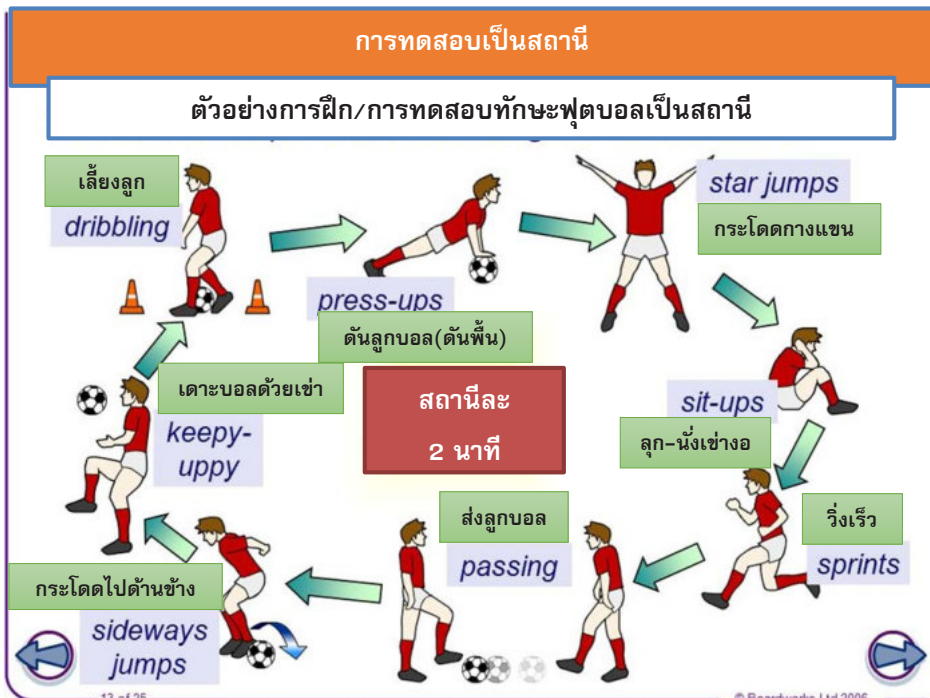 การทดสอบเป็นสถานี
ตัวอย่างการฝึก/การทดสอบทักษะฟุตบอลเป็นสถานี
เลี้ยงลูก
dribbling
press-ups
ดันลูกบอล(ดันพื้น)
star jumps
กระโดดกางแขน
sit-ups
ลุก-นั่งเข่างอ
วิ่งเร็ว
sprints
ส่งลูกบอล
passing
กระโดดไปด้านข้าง
sideways
jumps
เดาะบอลด้วยเข่า
keepy-
uppy
สถานีละ
2 นาที
13 of 25
© Boardworks Ltd 2006